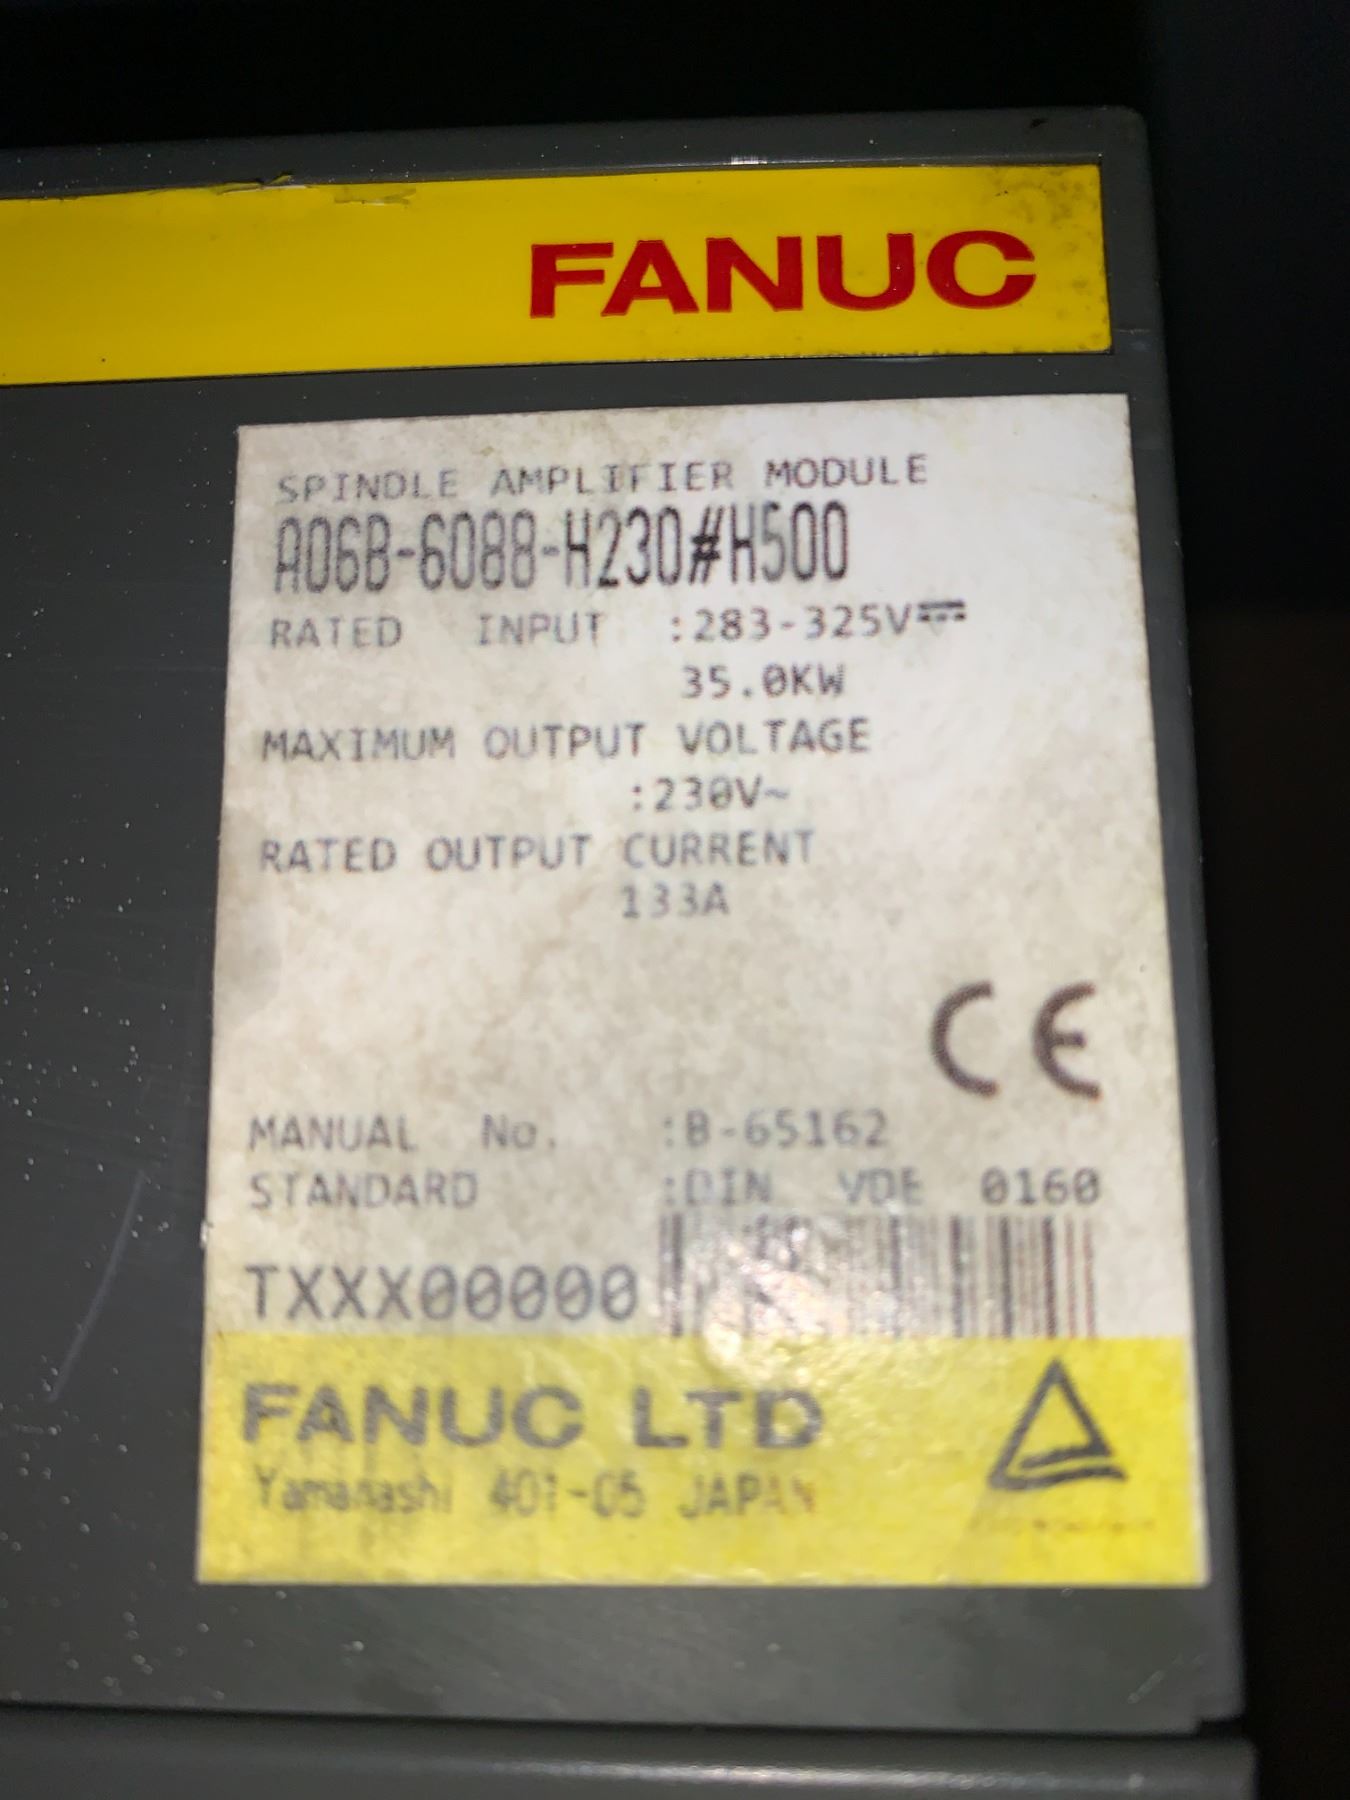 FANUC
SPINDLE AMPLIFIER MODULE
A06B-6088-H230#H500
RATED INPUT :283-325V⎓
35.0KW
MAXIMUM OUTPUT VOLTAGE
:230V~
RATED OUTPUT CURRENT
133A
CE
MANUAL No. :B-65162
STANDARD :DIN VDE 0160
TXXX00000
FANUC LTD
Yamanashi 401-05 JAPAN